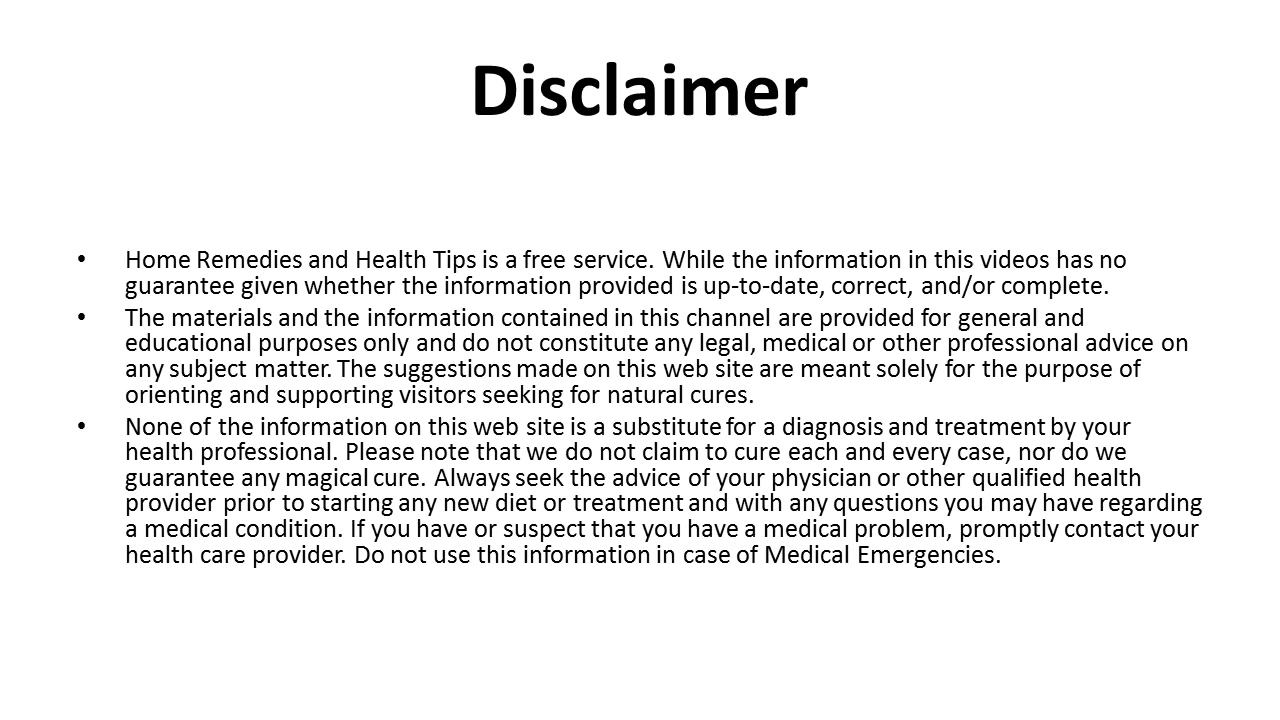 Disclaimer
• Home Remedies and Health Tips is a free service. While the information in this videos has no
guarantee given whether the information provided is up-to-date, correct, and/or complete.
• The materials and the information contained in this channel are provided for general and
educational purposes only and do not constitute any legal, medical or other professional advice on
any subject matter. The suggestions made on this web site are meant solely for the purpose of
orienting and supporting visitors seeking for natural cures.
• None of the information on this web site is a substitute for a diagnosis and treatment by your
health professional. Please note that we do not claim to cure each and every case, nor do we
guarantee any magical cure. Always seek the advice of your physician or other qualified health
provider prior to starting any new diet or treatment and with any questions you may have regarding
a medical condition. If you have or suspect that you have a medical problem, promptly contact your
health care provider. Do not use this information in case of Medical Emergencies.